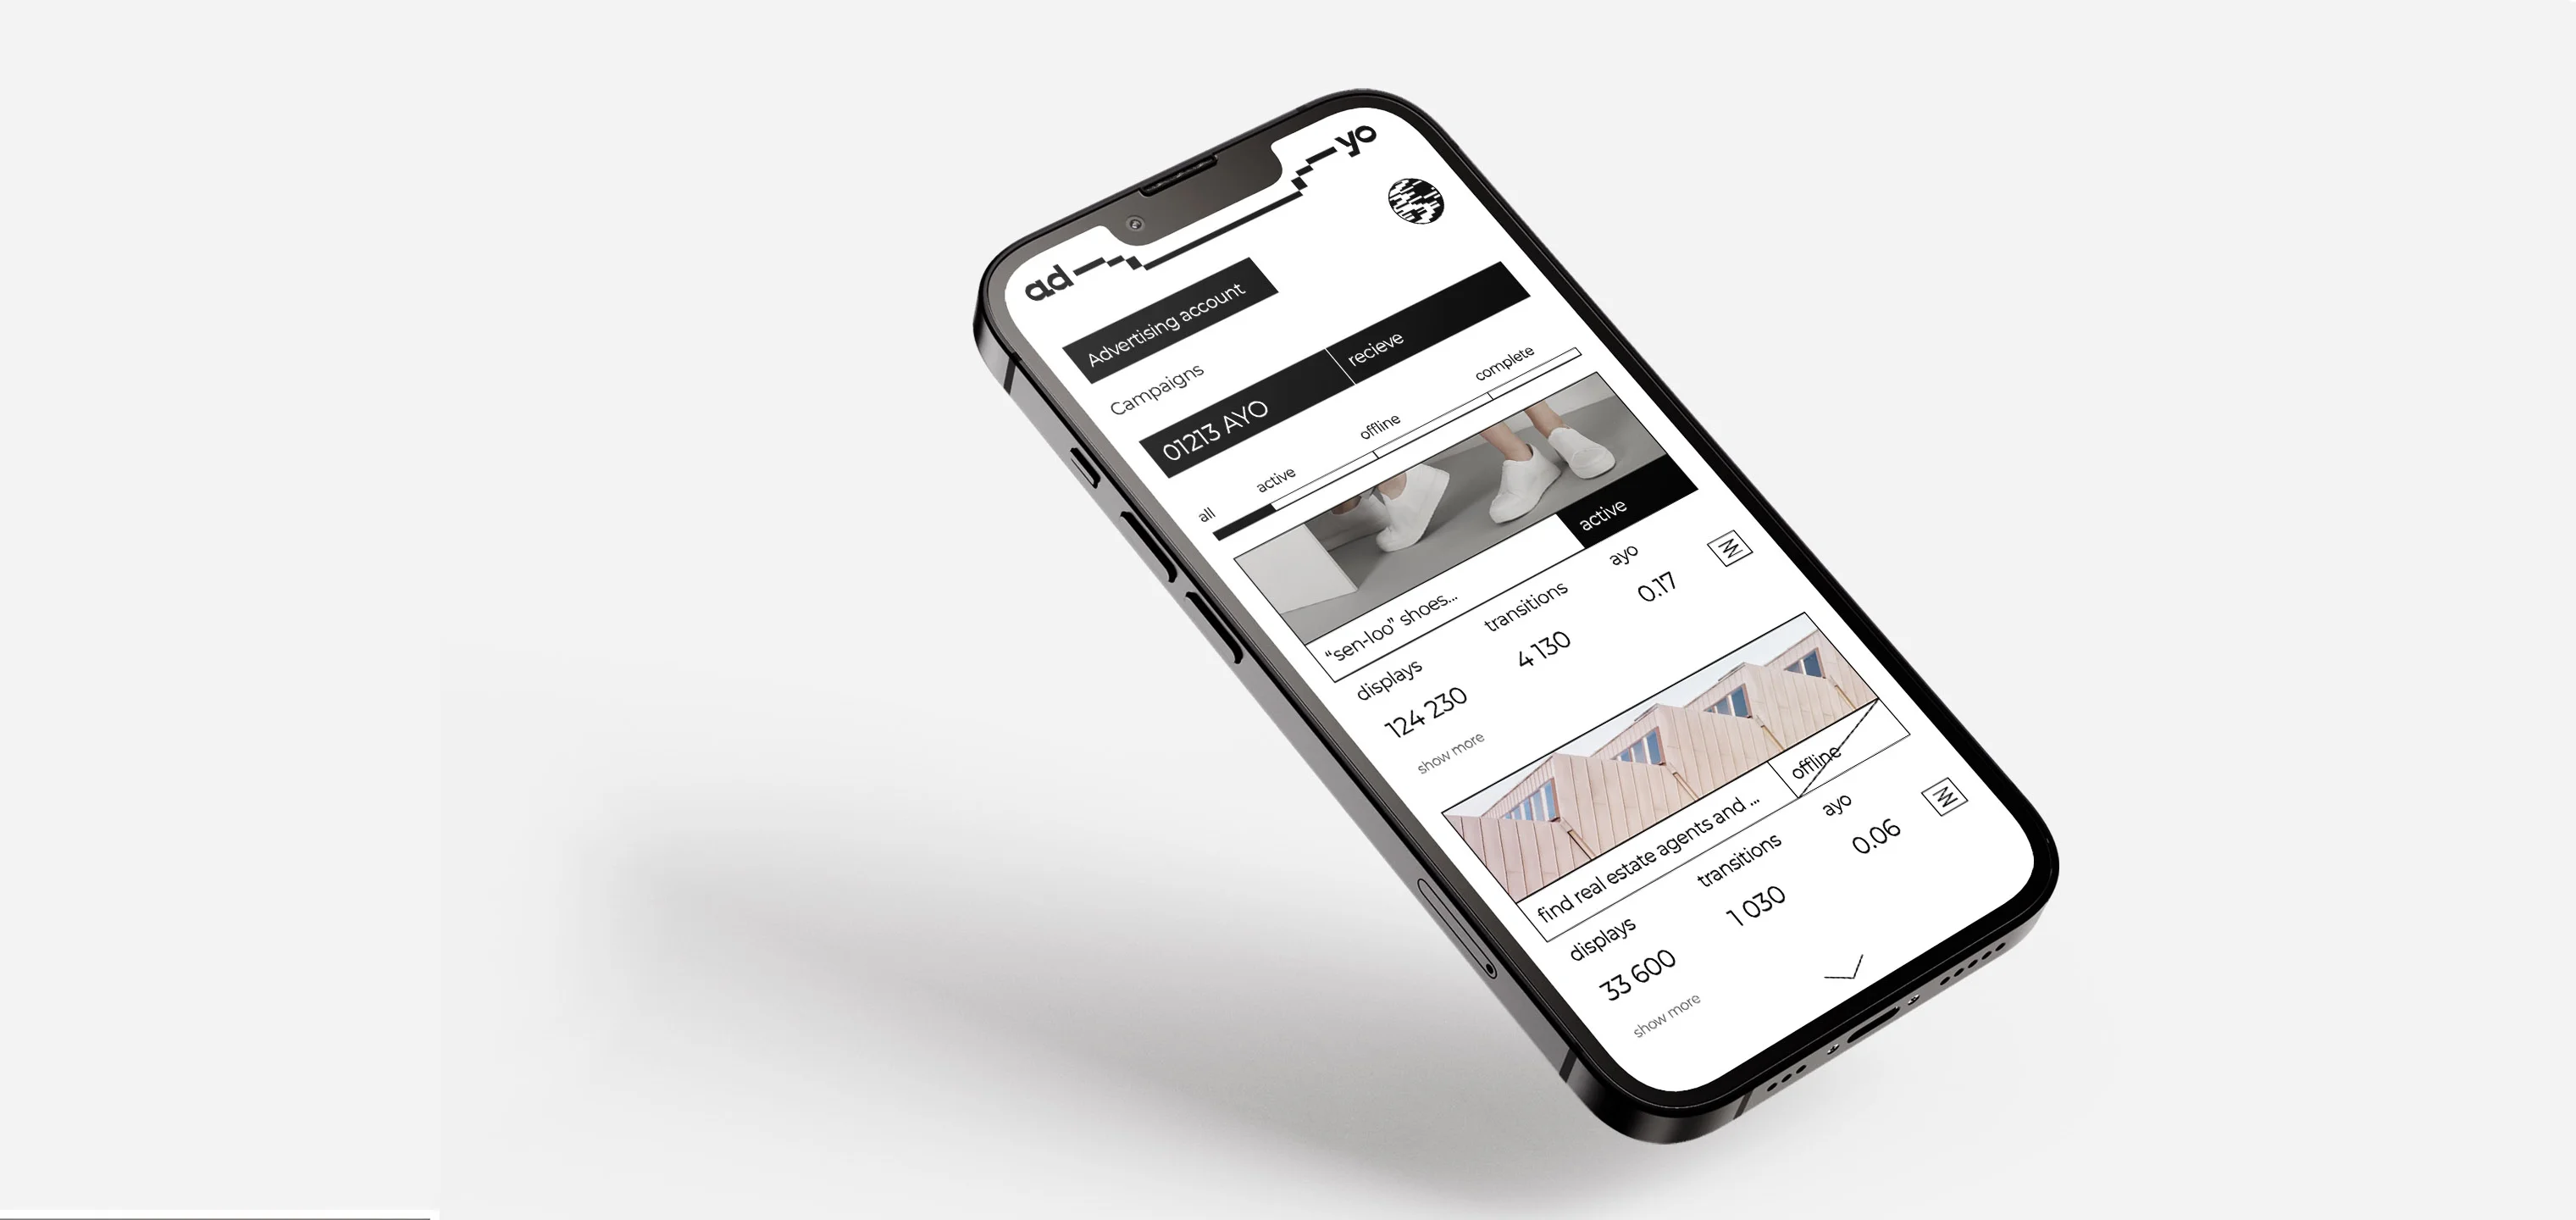 ad yo
Advertising account
Campaigns
01213 AYO recieve
all active offline complete
active
"sen-loo" shoes...
displays transitions ayo
124 230 4 130 0.17
show more
offline
find real estate agents and ...
displays transitions ayo
33 600 1 030 0.06
show more